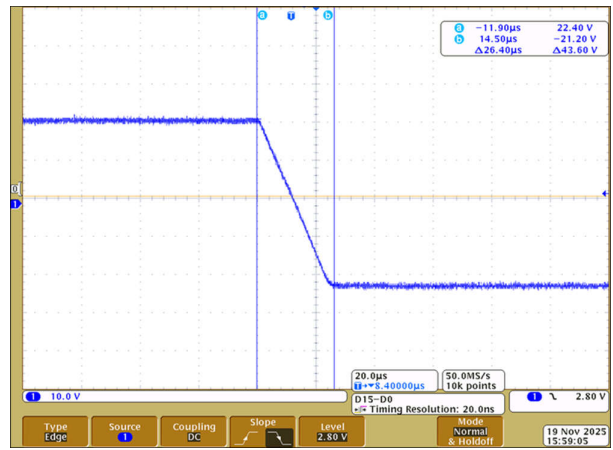 a T b
a −11.90µs 22.40 V
b 14.50µs −21.20 V
Δ26.40µs Δ43.60 V
D
1
1 10.0 V
20.0µs
T→▼8.40000µs
50.0MS/s
10k points
D15−D0
Timing Resolution: 20.0ns
1 2.80 V
Type
Edge
Source
1
Coupling
DC
Slope
Level
2.80 V
Mode
Normal
& Holdoff
19 Nov 2025
15:59:05